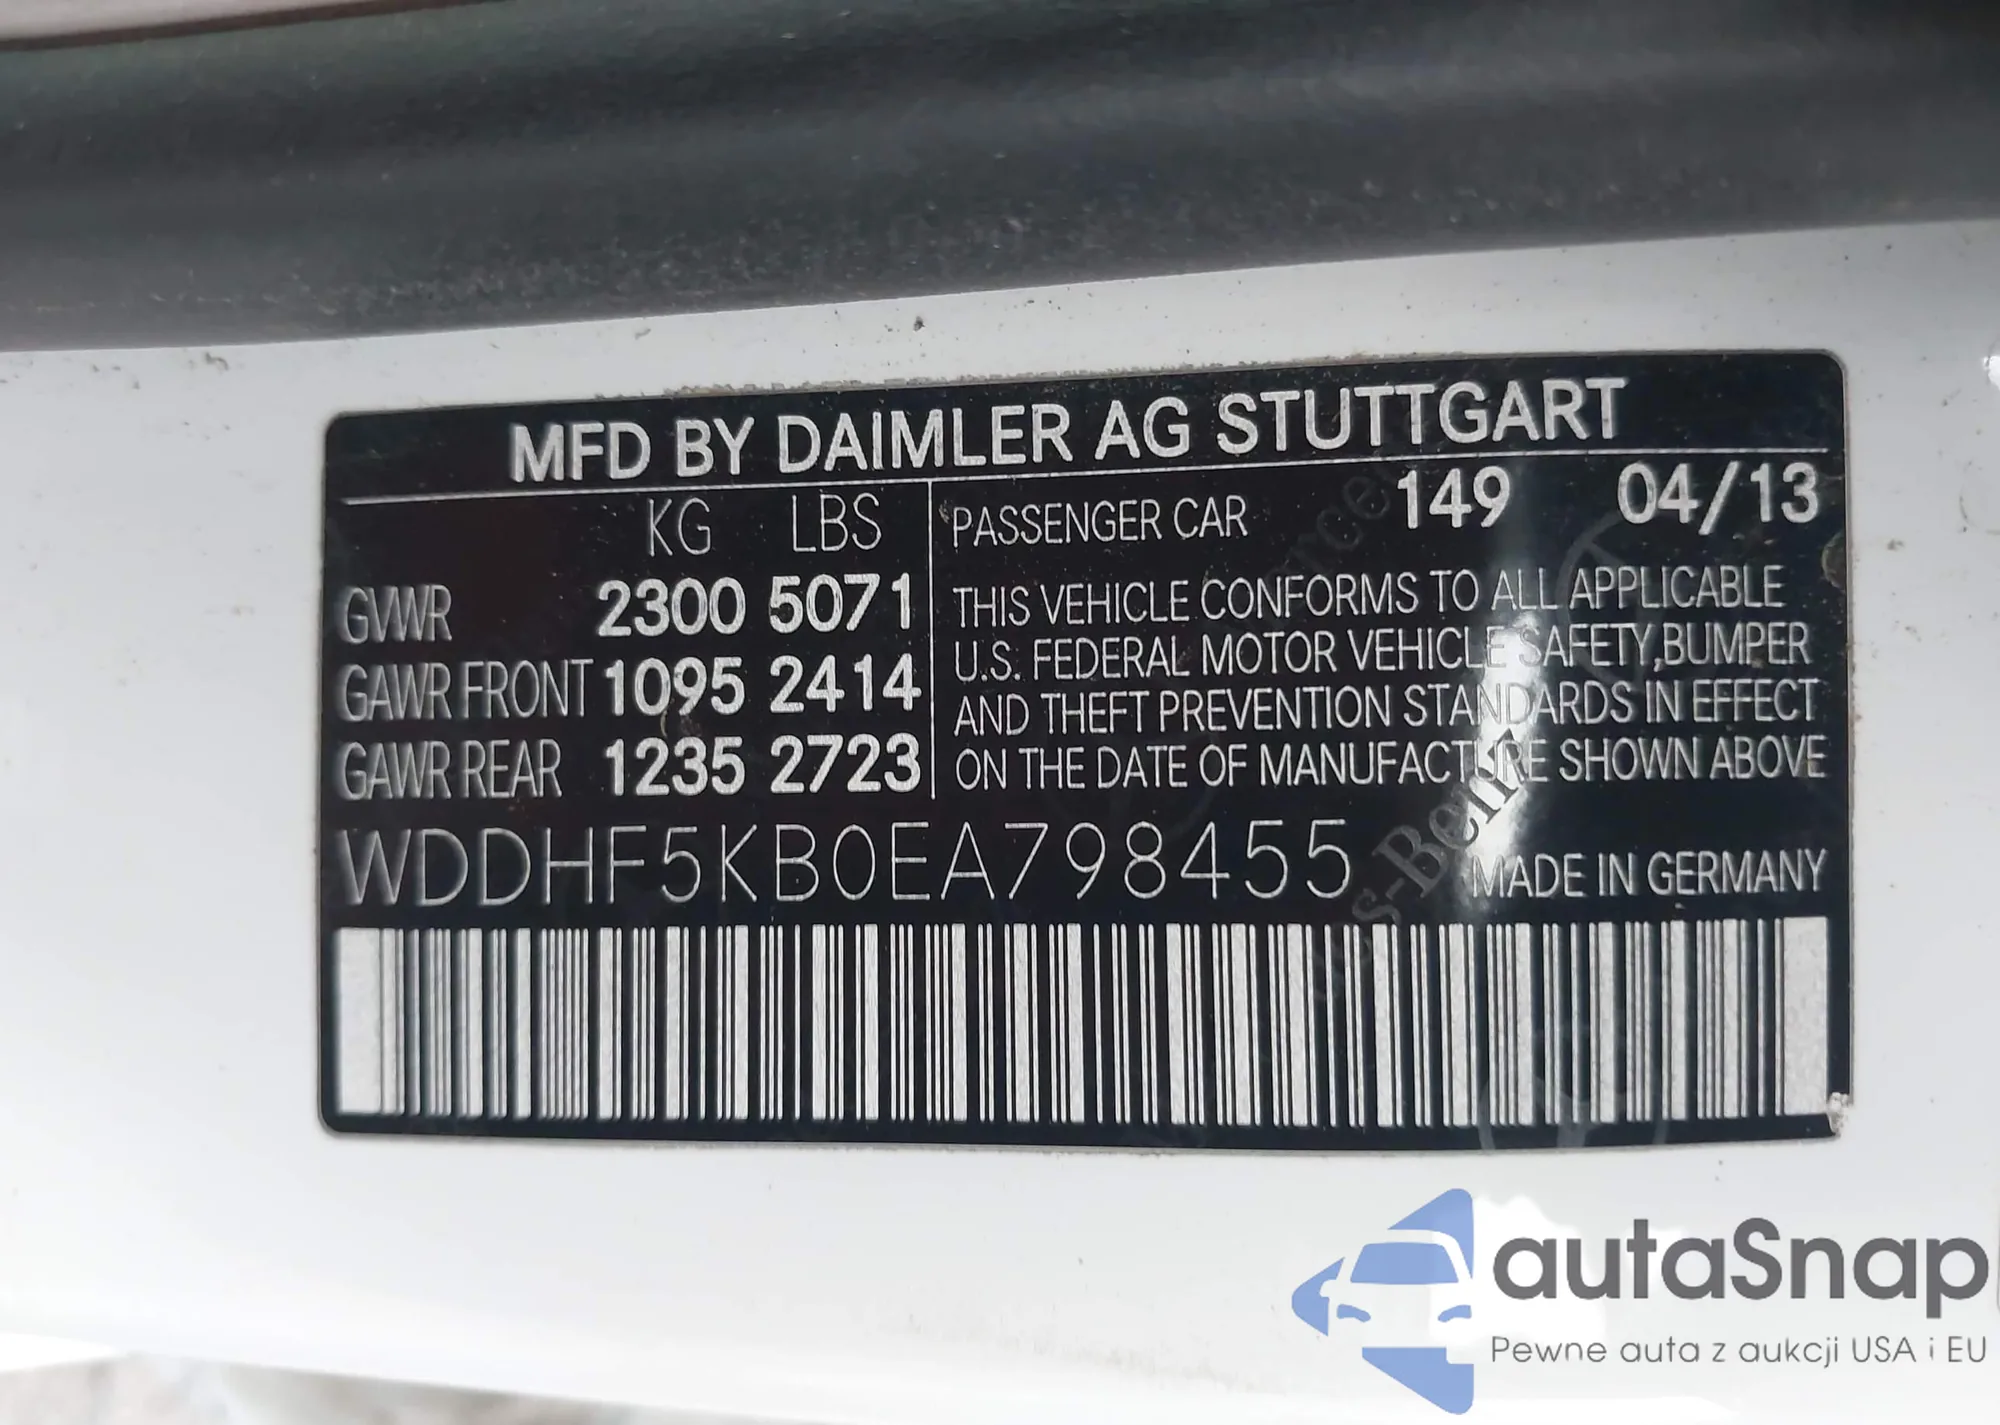 MFD BY DAIMLER AG STUTTGART
KG LBS
GVWR 2300 5071
GAWR FRONT 1095 2414
GAWR REAR 1235 2723
PASSENGER CAR 149 04/13
THIS VEHICLE CONFORMS TO ALL APPLICABLE
U.S. FEDERAL MOTOR VEHICLE SAFETY,BUMPER
AND THEFT PREVENTION STANDARDS IN EFFECT
ON THE DATE OF MANUFACTURE SHOWN ABOVE
WDDHF5KB0EA798455
MADE IN GERMANY
autaSnap
Pewne auta z aukcji USA i EU